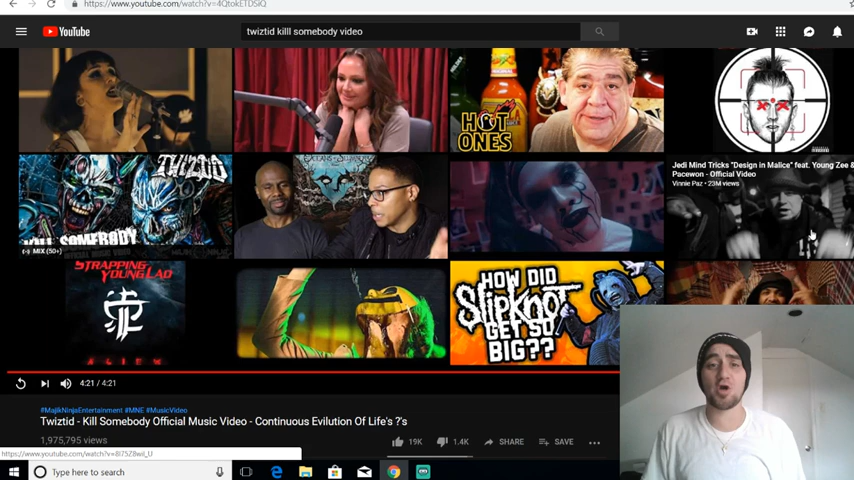 https://www.youtube.com/watch?v=4QtokETDSiQ
YouTube
twiztid killl somebody video
HOT
ONES
Jedi Mind Tricks "Design in Malice" feat. Young Zee &
Pacewon - Official Video
Vinnie Paz • 23M views
TWIZTID
KILL SOMEBODY
MIX (50+)
STRAPPING YOUNG LAD
ALIEN
HOW DID
SLIPKNOT
GET SO
BIG??
4:21 / 4:21
#MajikNinjaEntertainment #MNE #MusicVideo
Twiztid - Kill Somebody Official Music Video - Continuous Evilution Of Life's ?'s
1,975,795 views
19K
1.4K
SHARE
SAVE
https://www.youtube.com/watch?v=8l75Z8wiI_U
Type here to search